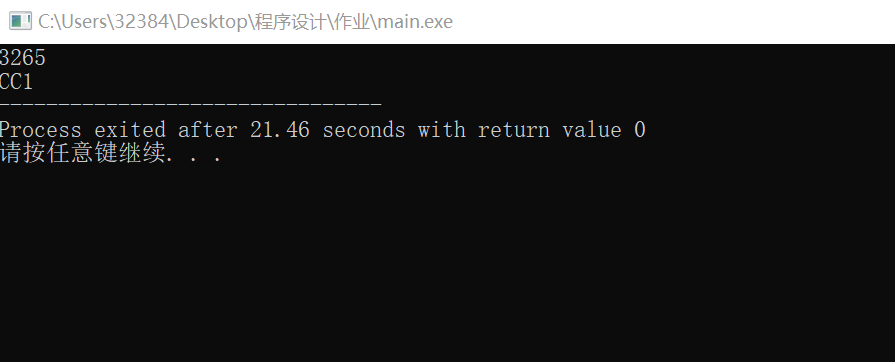 C:\Users\32384\Desktop\程序设计\作业\main.exe
3265
CC1
--------------------------------
Process exited after 21.46 seconds with return value 0
请按任意键继续. . .